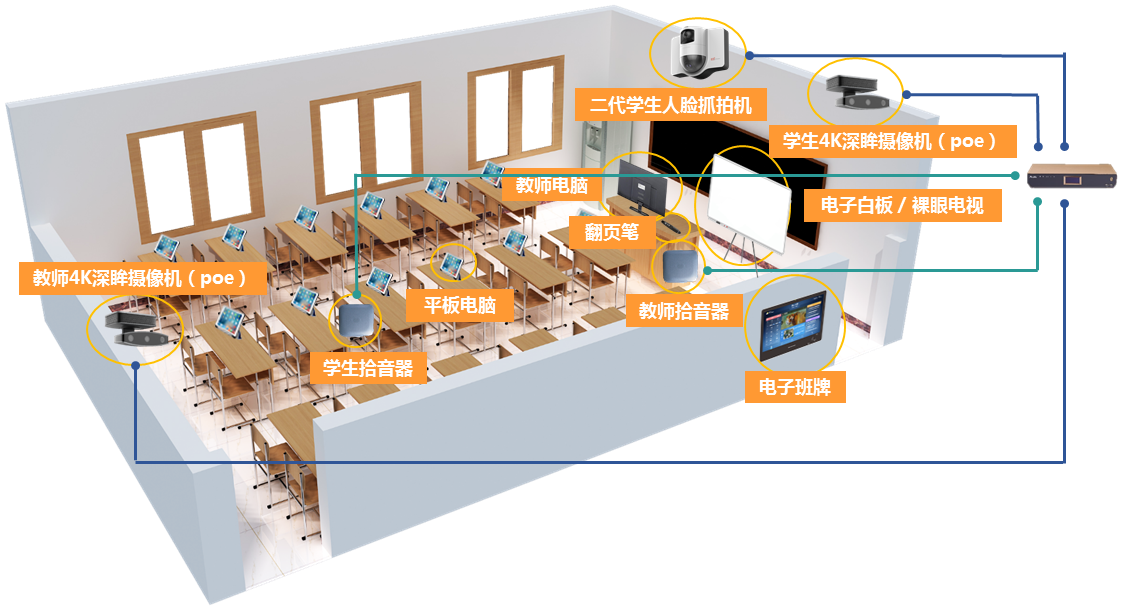 二代学生人脸抓拍机
学生4K深眸摄像机（poe）
教师电脑
电子白板 / 裸眼电视
翻页笔
教师4K深眸摄像机（poe）
平板电脑
教师拾音器
学生拾音器
电子班牌